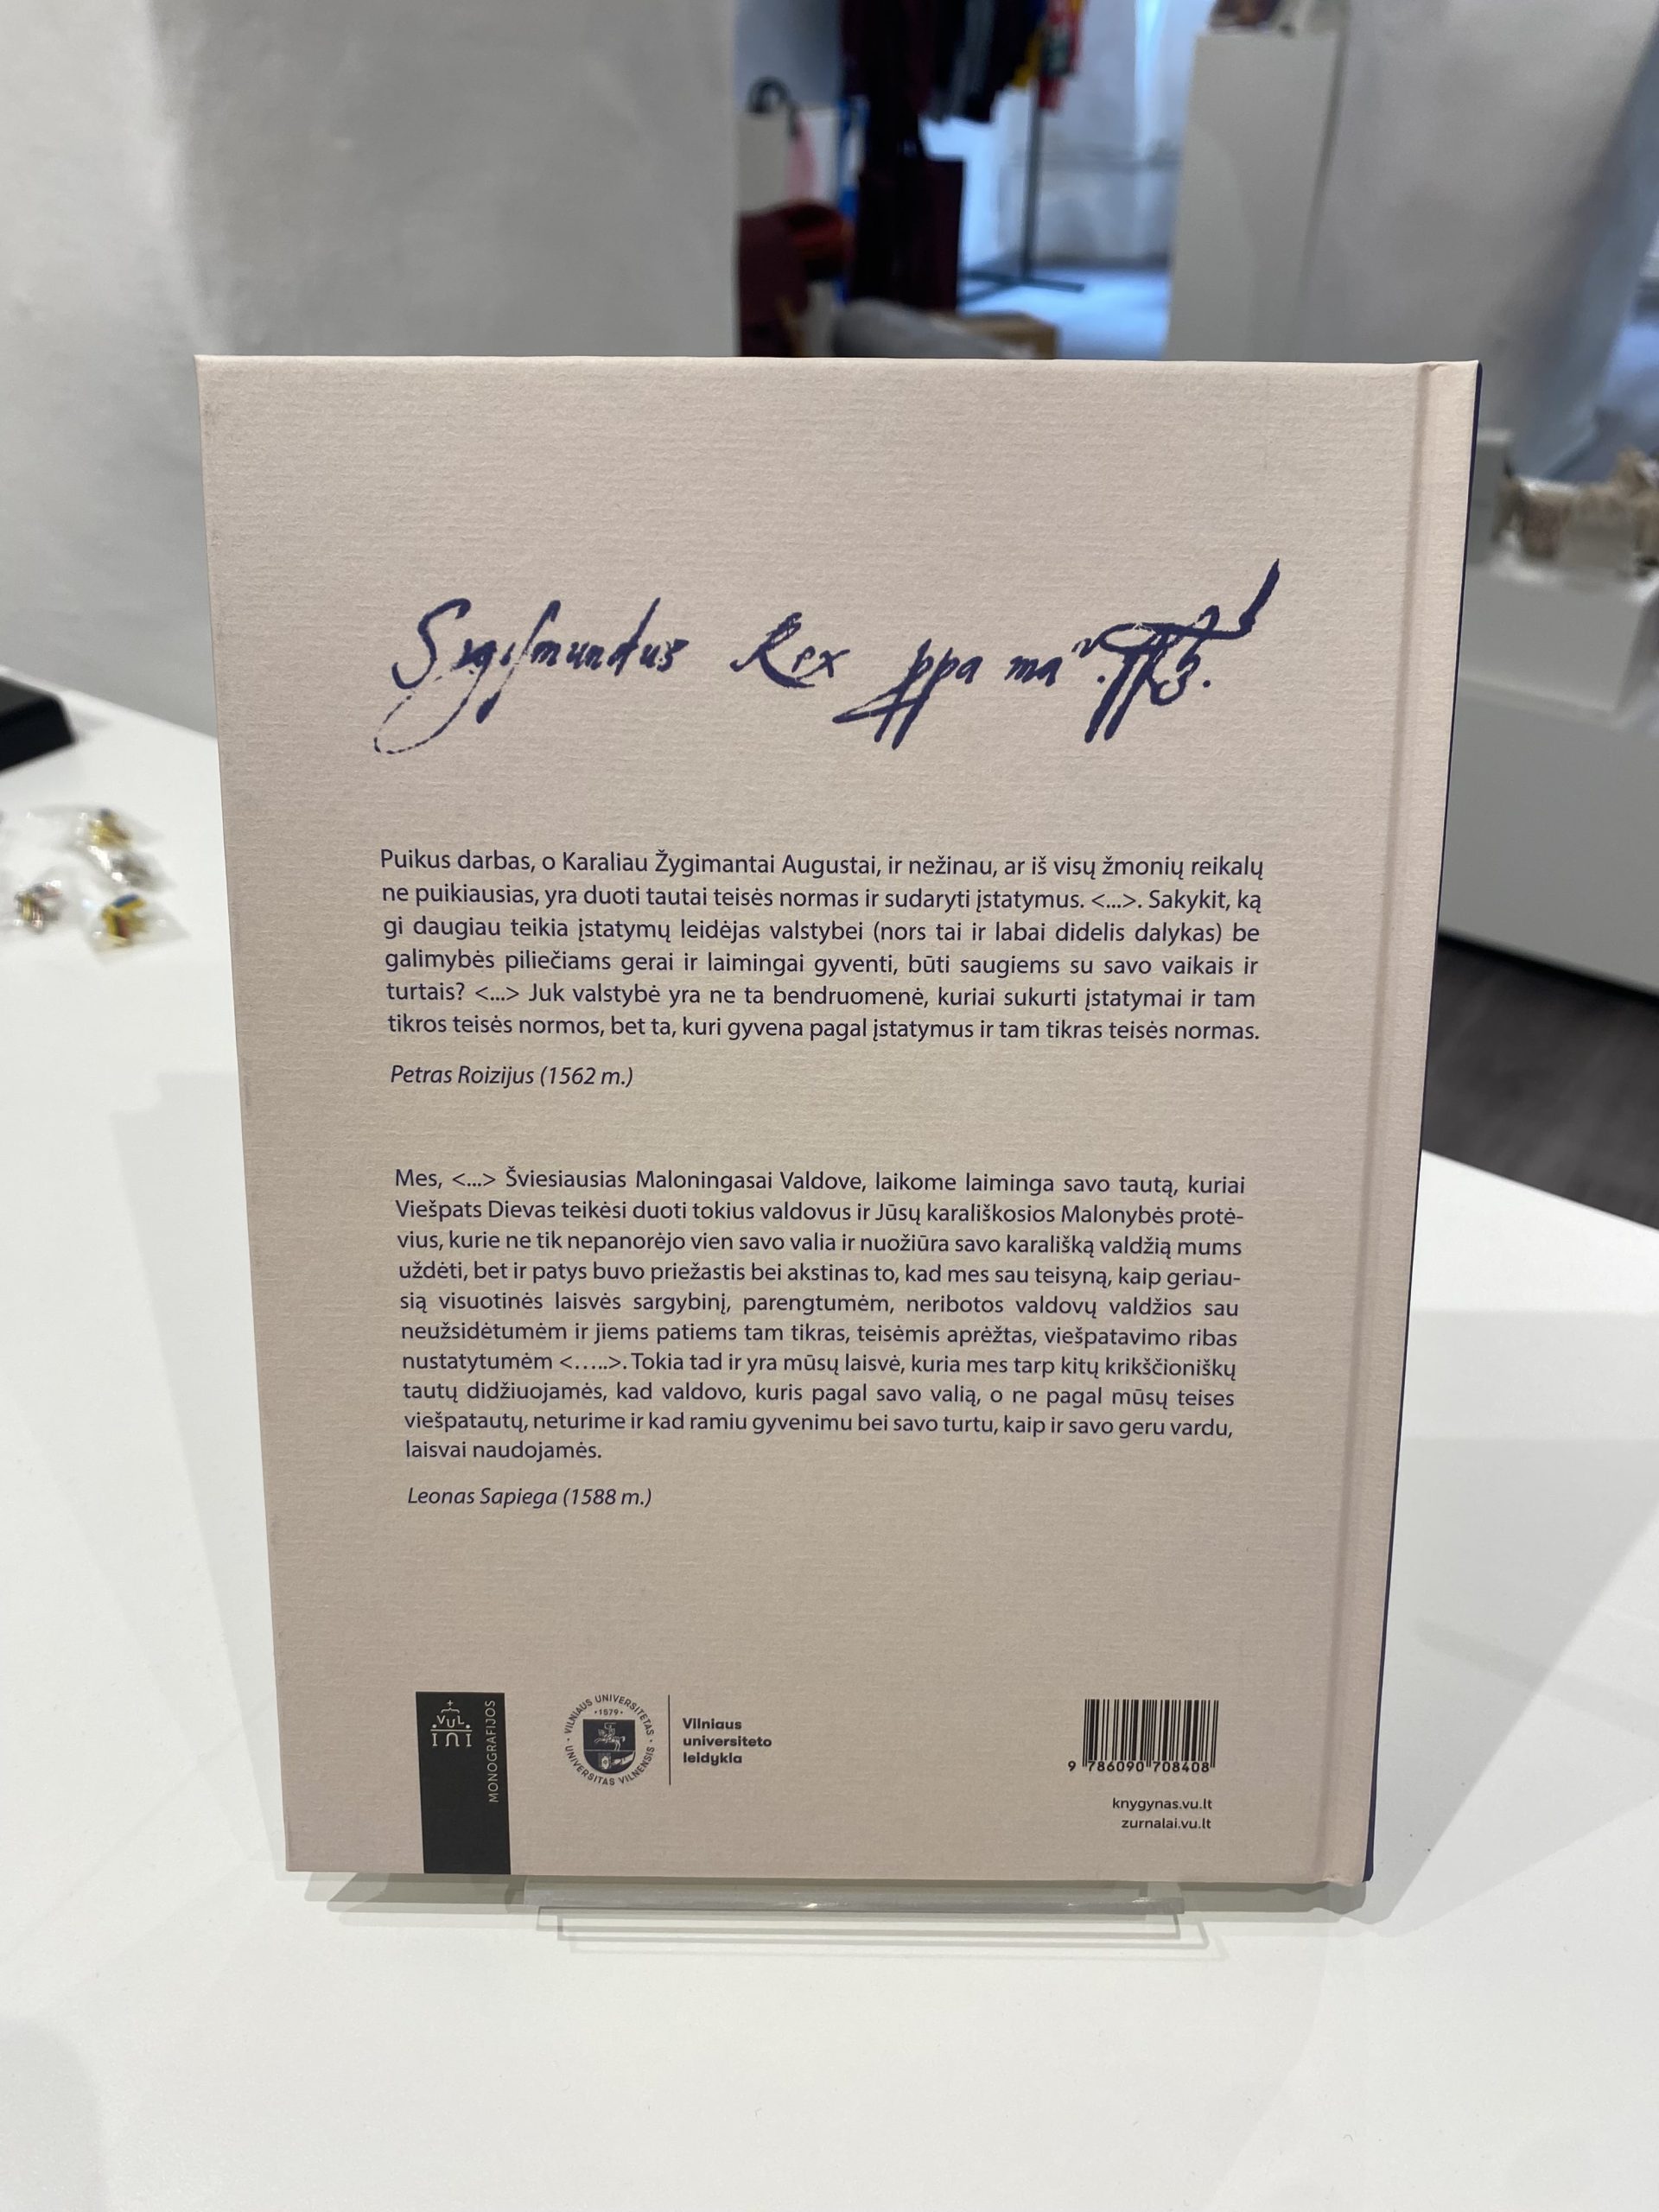 Sygismundus Rex ppa ma
Puikus darbas, o Karaliau Žygimantai Augustai, ir nežinau, ar iš visų žmonių reikalų
ne puikiausias, yra duoti tautai teisės normas ir sudaryti įstatymus. <...>. Sakykit, ką
gi daugiau teikia įstatymų leidėjas valstybei (nors tai ir labai didelis dalykas) be
galimybės piliečiams gerai ir laimingai gyventi, būti saugiems su savo vaikais ir
turtais? <...> Juk valstybė yra ne ta bendruomenė, kuriai sukurti įstatymai ir tam
tikros teisės normos, bet ta, kuri gyvena pagal įstatymus ir tam tikras teisės normas.
Petras Roizijus (1562 m.)
Mes, <...> Šviesiausias Maloningasai Valdove, laikome laiminga savo tautą, kuriai
Viešpats Dievas teikėsi duoti tokius valdovus ir Jūsų karališkosios Malonybės protė-
vius, kurie ne tik nepanorėjo vien savo valia ir nuožiūra savo karališką valdžią mums
uždėti, bet ir patys buvo priežastis bei akstinas to, kad mes sau teisyną, kaip geriau-
sią visuotinės laisvės sargybinį, parengtumėm, neribotos valdovų valdžios sau
neužsidėtumėm ir jiems patiems tam tikras, teisėmis aprėžtas, viešpatavimo ribas
nustatytumėm <.....>. Tokia tad ir yra mūsų laisvė, kuria mes tarp kitų krikščioniškų
tautų didžiuojamės, kad valdovo, kuris pagal savo valią, o ne pagal mūsų teises
viešpatautų, neturime ir kad ramiu gyvenimu bei savo turtu, kaip ir savo geru vardu,
laisvai naudojamės.
Leonas Sapiega (1588 m.)
VUL
MONOGRAFIJOS
VILNIAUS UNIVERSITETAS
1579
UNIVERSITAS VILNENSIS
Vilniaus
universiteto
leidykla
9 786090 708408
knygynas.vu.lt
zurnalai.vu.lt